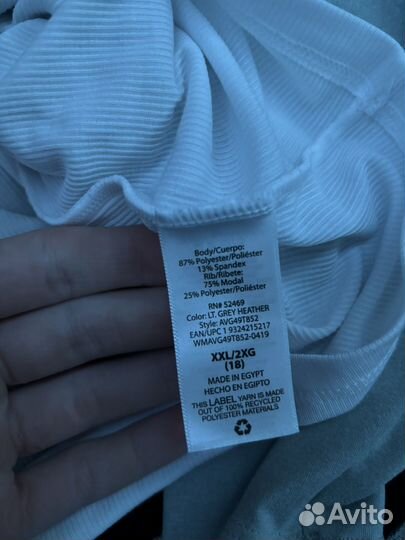 Body/Cuerpo:
87% Polyester/Poliéster
13% Spandex
Rib/Ribete:
75% Modal
25% Polyester/Poliéster
RN# 52469
Color: LT. GREY HEATHER
Style: AVG49T852
EAN/UPC 1 9324215217
WMAVG49T852-0419
XXL/2XG
(18)
MADE IN EGYPT
HECHO EN EGIPTO
THIS LABEL YARN IS MADE
OUT OF 100% RECYCLED
POLYESTER MATERIALS
Avito